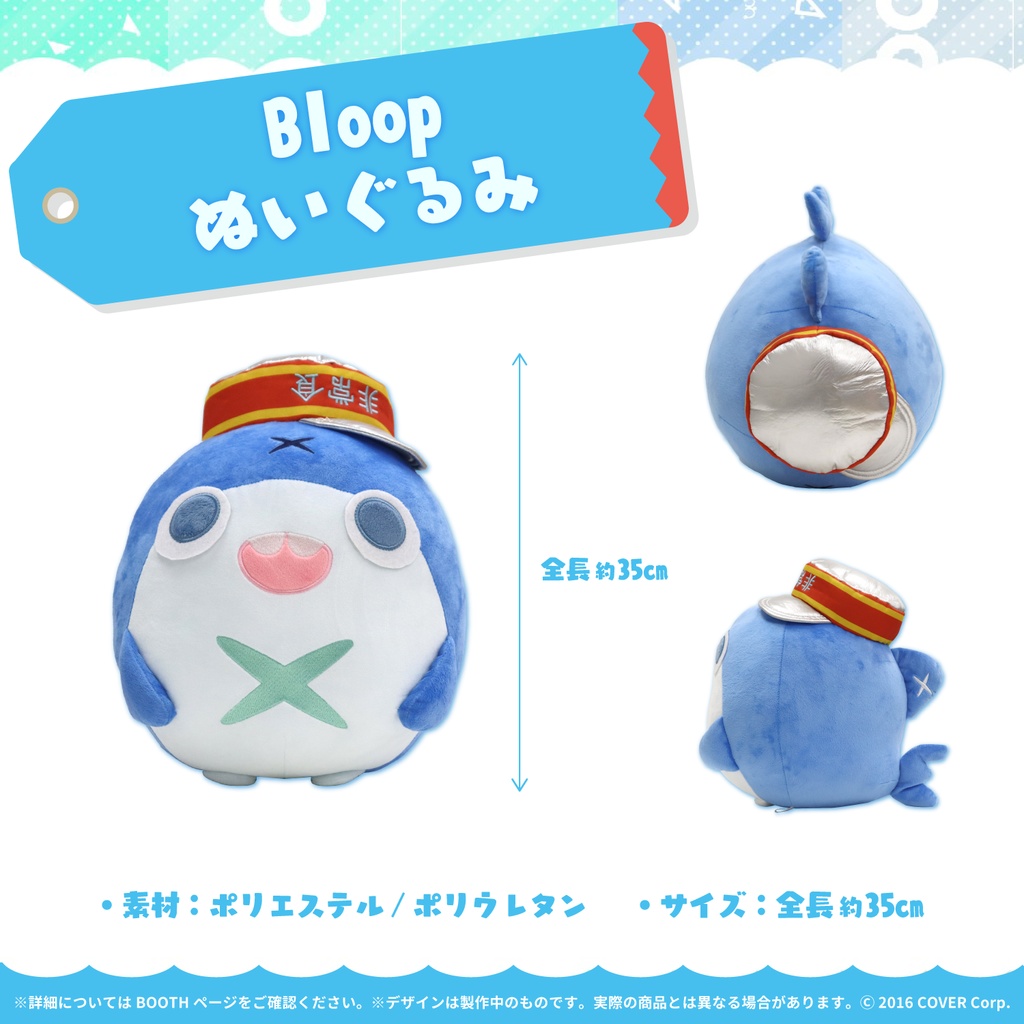 Bloop
ぬいぐるみ
非常食
非
全長約35cm
・素材：ポリエステル / ポリウレタン
・サイズ：全長約35cm
※詳細については BOOTH ページをご確認ください。※デザインは製作中のものです。実際の商品とは異なる場合があります。© 2016 COVER Corp.